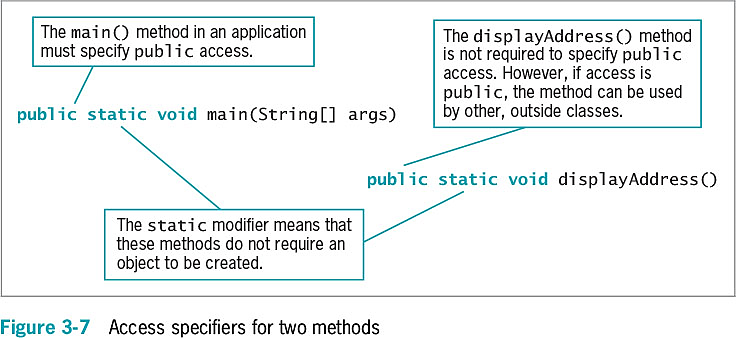 The main() method in an application
must specify public access.
The displayAddress() method
is not required to specify public
access. However, if access is
public, the method can be used
by other, outside classes.
public static void main(String[] args)
public static void displayAddress()
The static modifier means that
these methods do not require an
object to be created.
Figure 3-7 Access specifiers for two methods